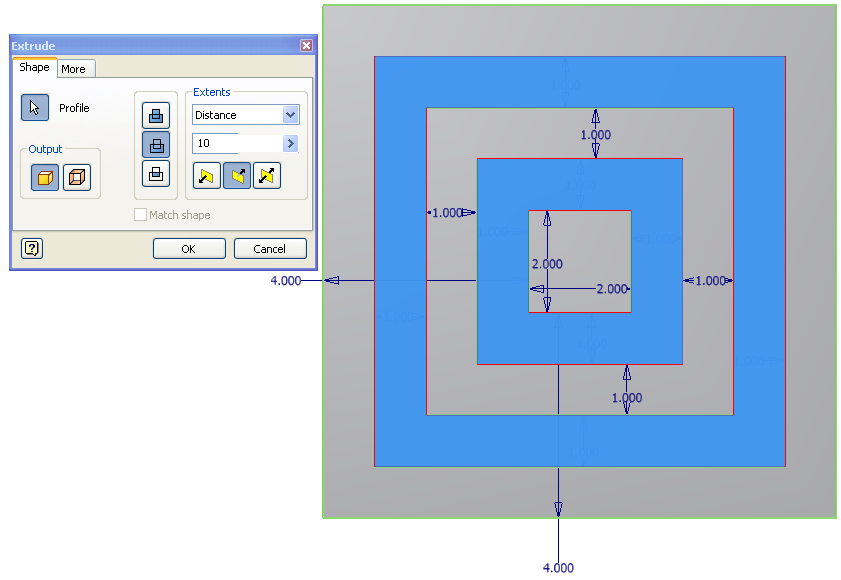 Extrude
Shape
More
Profile
Output
Extents
Distance
10
Match shape
?
OK
Cancel
1.000
1.000
2.000
2.000
1.000
4.000
1.000
4.000